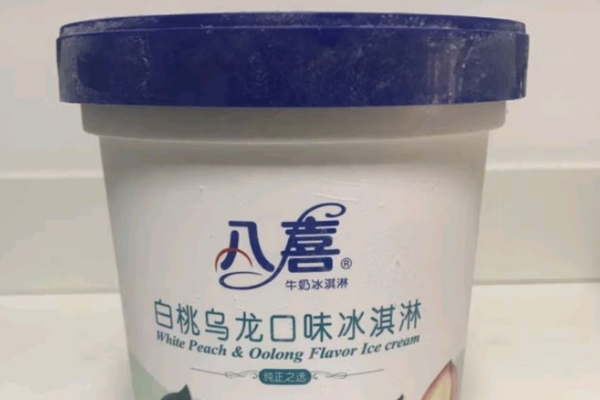 八喜®
牛奶冰淇淋
白桃乌龙口味冰淇淋
White Peach & Oolong Flavor Ice cream
纯正之选